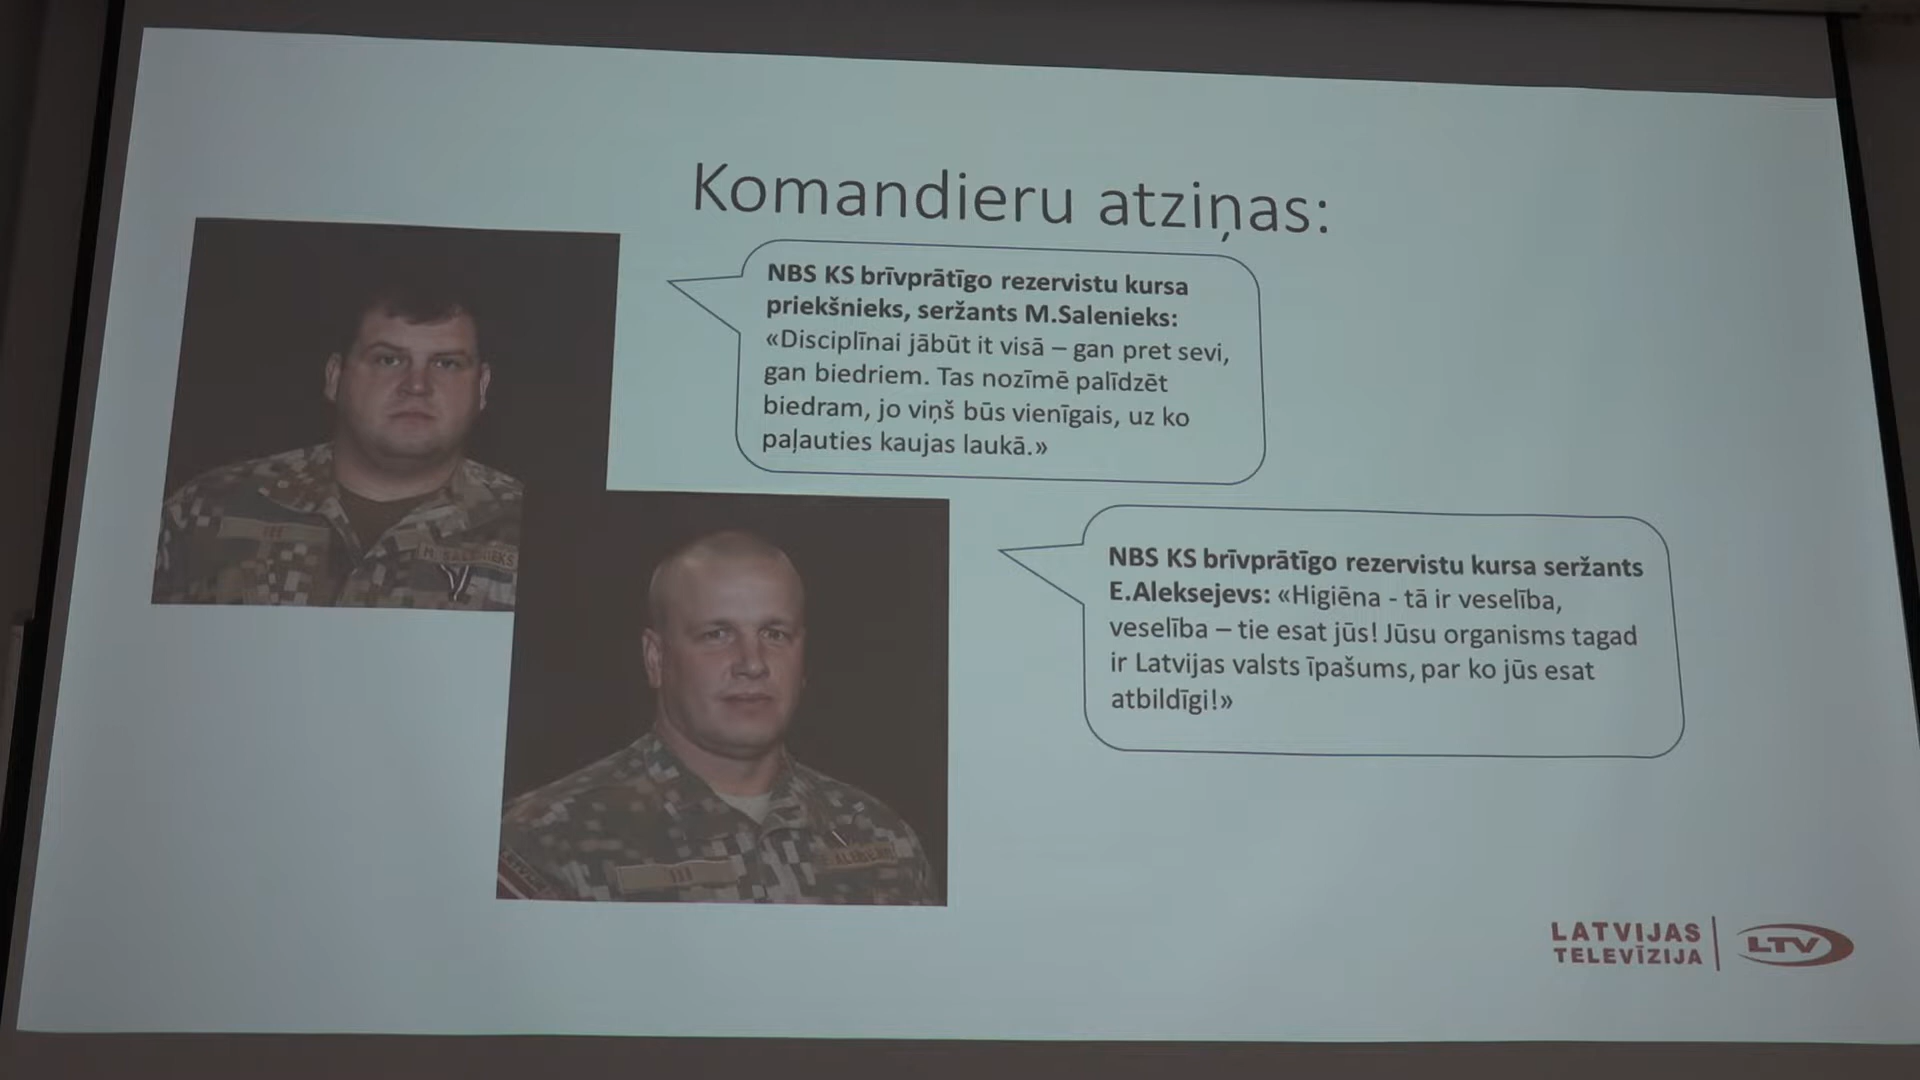 Komandieru atziņas:
NBS KS brīvprātīgo rezervistu kursa
priekšnieks, seržants M.Salenieks:
«Disciplīnai jābūt it visā – gan pret sevi,
gan biedriem. Tas nozīmē palīdzēt
biedram, jo viņš būs vienīgais, uz ko
paļauties kaujas laukā.»
M. SALENIEKS
NBS KS brīvprātīgo rezervistu kursa seržants
E.Aleksejevs: «Higiēna - tā ir veselība,
veselība – tie esat jūs! Jūsu organisms tagad
ir Latvijas valsts īpašums, par ko jūs esat
atbildīgi!»
LATVIJAS
TELEVĪZIJA
LTV